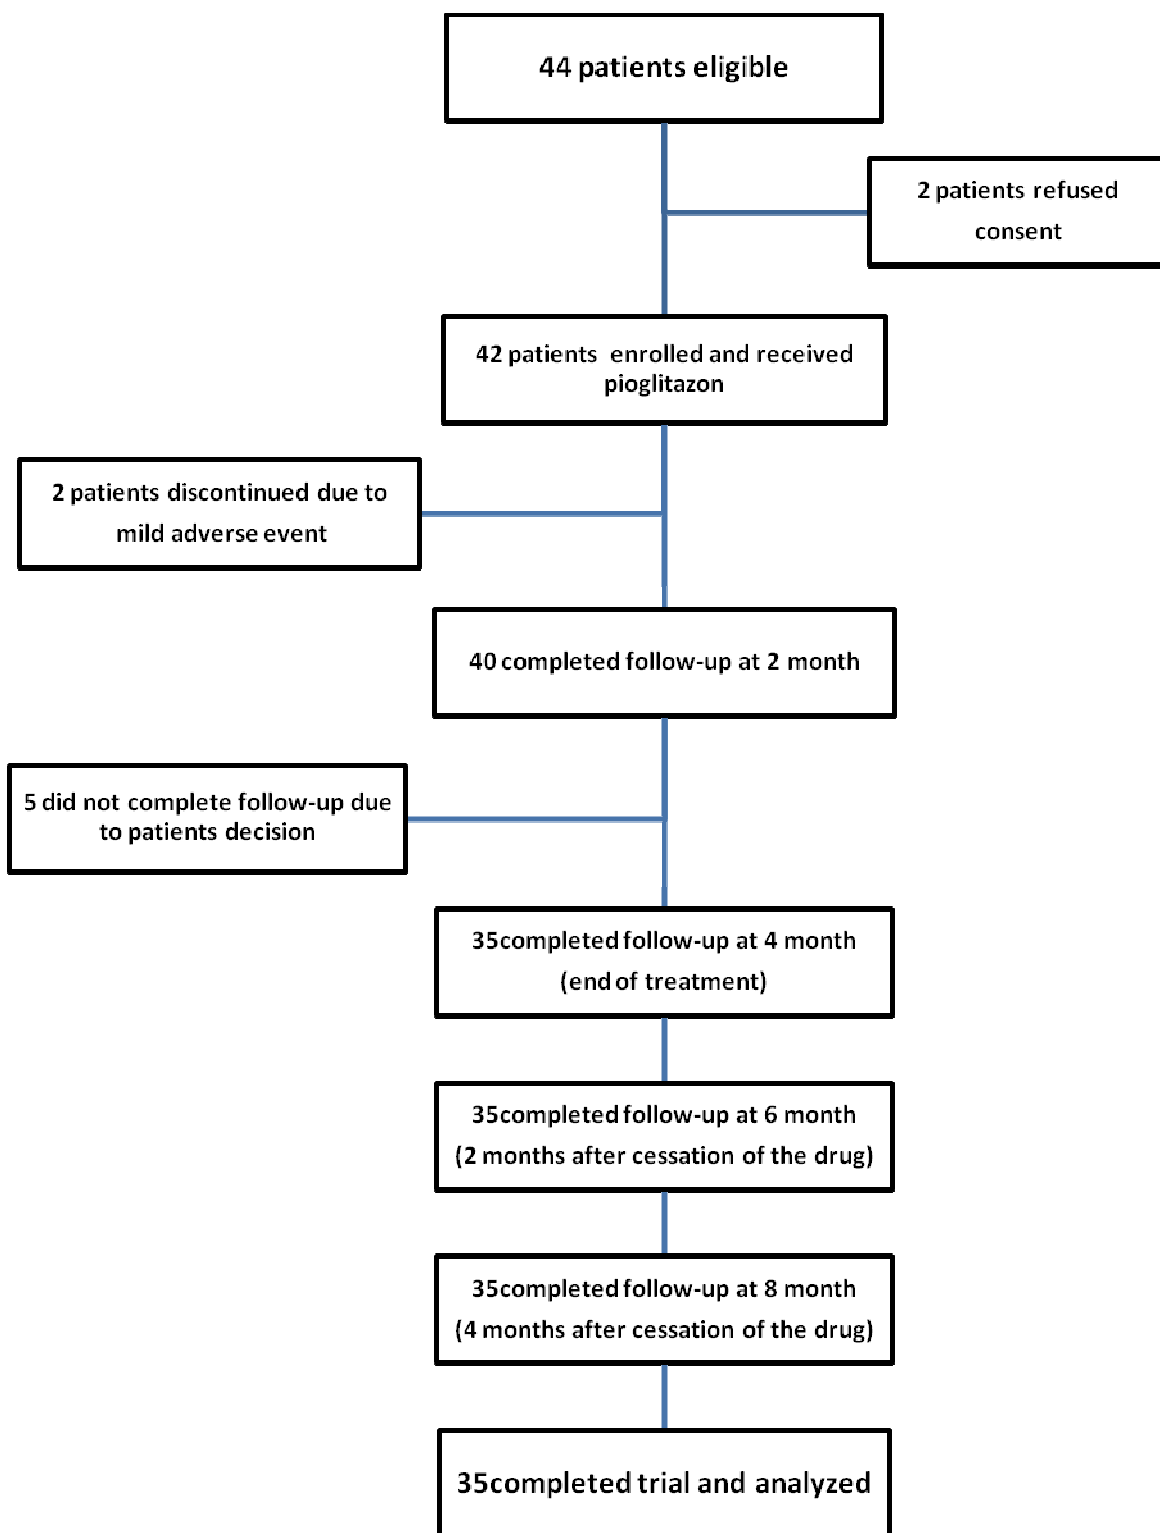 44 patients eligible
2 patients refused
consent
42 patients enrolled and received
pioglitazon
2 patients discontinued due to
mild adverse event
40 completed follow-up at 2 month
5 did not complete follow-up due
to patients decision
35completed follow-up at 4 month
(end of treatment)
35completed follow-up at 6 month
(2 months after cessation of the drug)
35completed follow-up at 8 month
(4 months after cessation of the drug)
35completed trial and analyzed